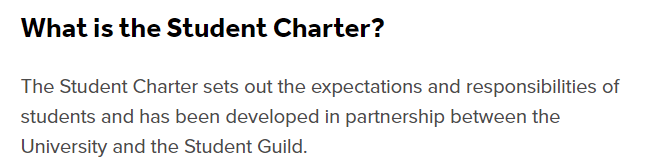 What is the Student Charter?
The Student Charter sets out the expectations and responsibilities of
students and has been developed in partnership between the
University and the Student Guild.